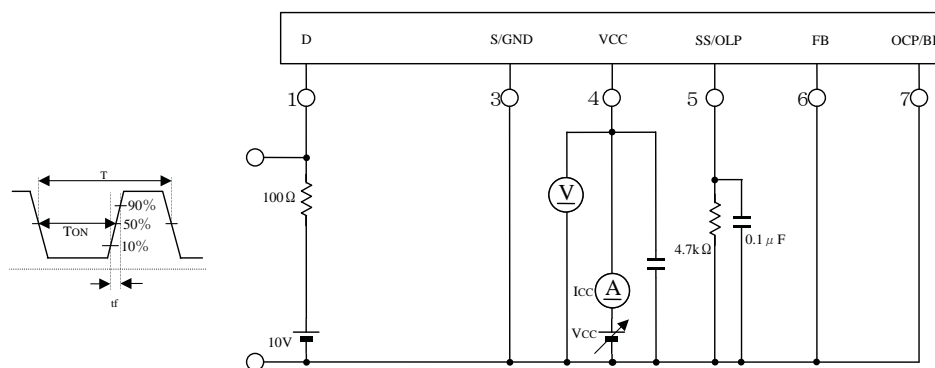 D S/GND VCC SS/OLP FB OCP/B
1 3 4 5 6 7
T
90%
TON 50%
10%
tf
100Ω
V
4.7kΩ
0.1μF
ICC A
VCC
10V